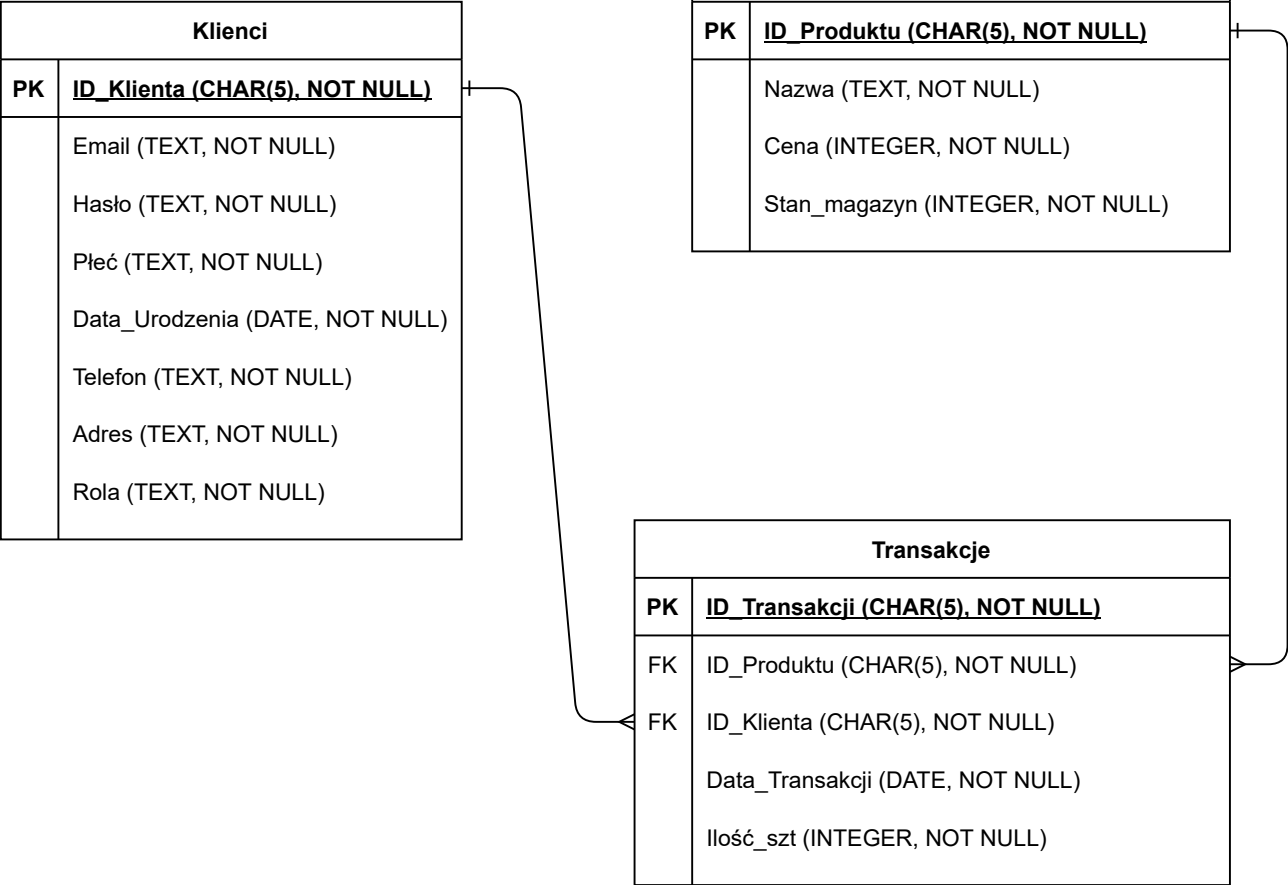 Klienci
PK ID_Klienta (CHAR(5), NOT NULL)
Email (TEXT, NOT NULL)
Hasło (TEXT, NOT NULL)
Płeć (TEXT, NOT NULL)
Data_Urodzenia (DATE, NOT NULL)
Telefon (TEXT, NOT NULL)
Adres (TEXT, NOT NULL)
Rola (TEXT, NOT NULL)
PK ID_Produktu (CHAR(5), NOT NULL)
Nazwa (TEXT, NOT NULL)
Cena (INTEGER, NOT NULL)
Stan_magazyn (INTEGER, NOT NULL)
Transakcje
PK ID_Transakcji (CHAR(5), NOT NULL)
FK ID_Produktu (CHAR(5), NOT NULL)
FK ID_Klienta (CHAR(5), NOT NULL)
Data_Transakcji (DATE, NOT NULL)
Ilość_szt (INTEGER, NOT NULL)